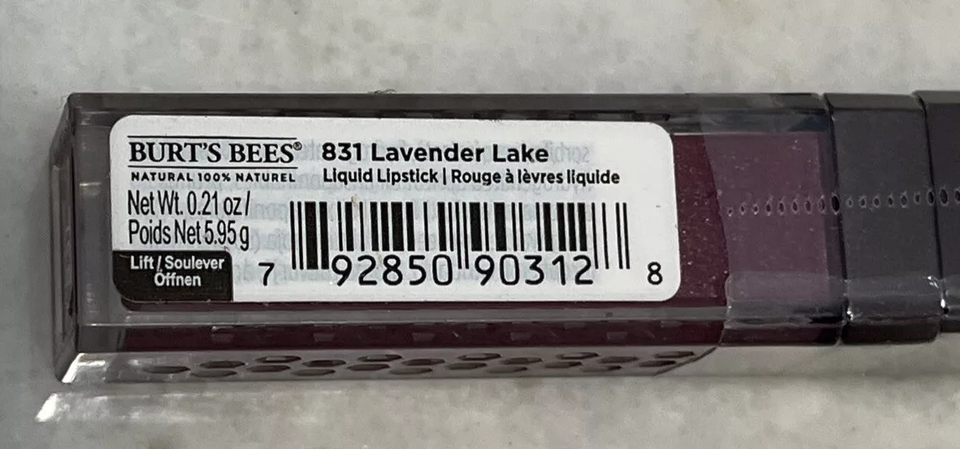 BURT'S BEES®
NATURAL 100% NATUREL
831 Lavender Lake
Liquid Lipstick | Rouge à lèvres liquide
Net Wt. 0.21 oz /
Poids Net 5.95 g
Lift / Soulever
Öffnen
7 92850 90312 8